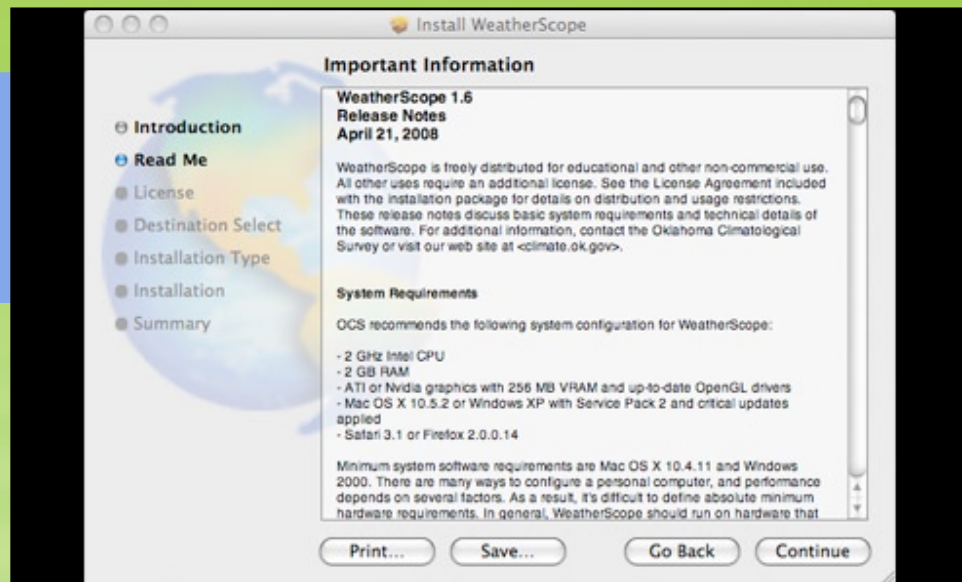 Install WeatherScope
Important Information
Introduction
Read Me
License
Destination Select
Installation Type
Installation
Summary
WeatherScope 1.6
Release Notes
April 21, 2008
WeatherScope is freely distributed for educational and other non-commercial use.
All other uses require an additional license. See the License Agreement included
with the installation package for details on distribution and usage restrictions.
These release notes discuss basic system requirements and technical details of
the software. For additional information, contact the Oklahoma Climatological
Survey or visit our web site at <climate.ok.gov>.
System Requirements
OCS recommends the following system configuration for WeatherScope:
- 2 GHz Intel CPU
- 2 GB RAM
- ATI or Nvidia graphics with 256 MB VRAM and up-to-date OpenGL drivers
- Mac OS X 10.5.2 or Windows XP with Service Pack 2 and critical updates
applied
- Safari 3.1 or Firefox 2.0.0.14
Minimum system software requirements are Mac OS X 10.4.11 and Windows
2000. There are many ways to configure a personal computer, and performance
depends on several factors. As a result, it's difficult to define absolute minimum
hardware requirements. In general, WeatherScope should run on hardware that
Print... Save... Go Back Continue